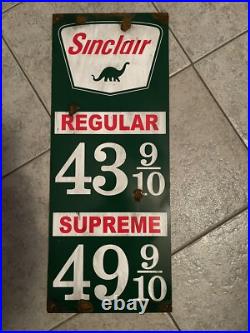 Sinclair
REGULAR
43 9/10
SUPREME
49 9/10